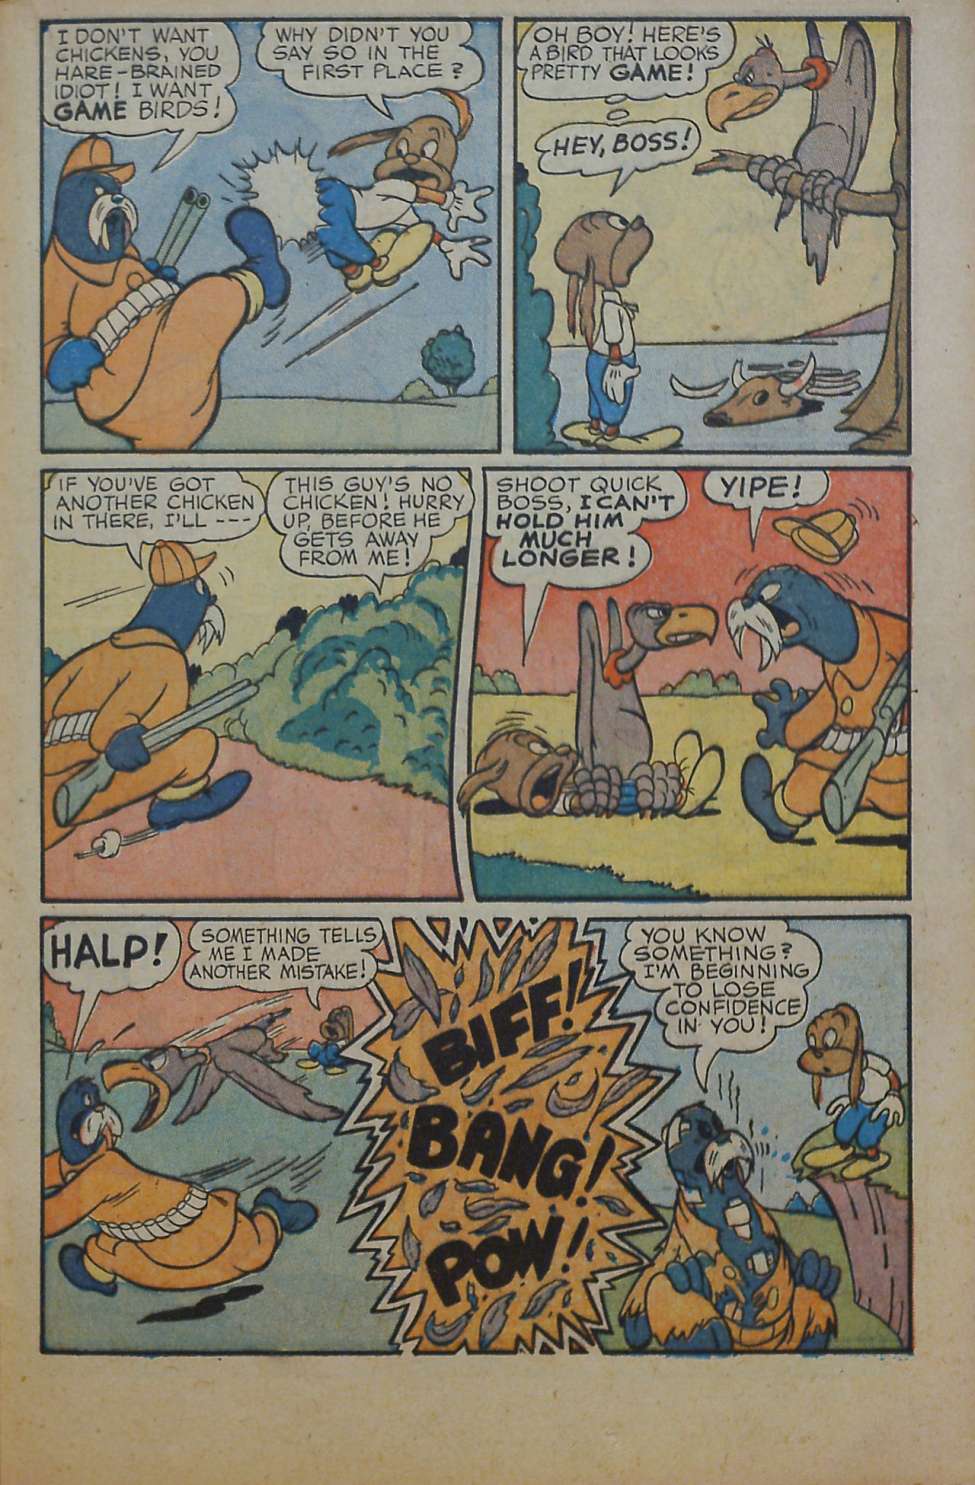 I DON'T WANT
CHICKENS, YOU
HARE-BRAINED
IDIOT! I WANT
GAME BIRDS!
WHY DIDN'T YOU
SAY SO IN THE
FIRST PLACE?
OH BOY! HERE'S
A BIRD THAT LOOKS
PRETTY GAME!
HEY, BOSS!
IF YOU'VE GOT
ANOTHER CHICKEN
IN THERE, I'LL ---
THIS GUY'S NO
CHICKEN! HURRY
UP, BEFORE HE
GETS AWAY
FROM ME!
SHOOT QUICK
BOSS, I CAN'T
HOLD HIM
MUCH
LONGER!
YIPE!
HALP!
SOMETHING TELLS
ME I MADE
ANOTHER MISTAKE!
BIFF!
BANG!
POW!
YOU KNOW
SOMETHING?
I'M BEGINNING
TO LOSE
CONFIDENCE
IN YOU!